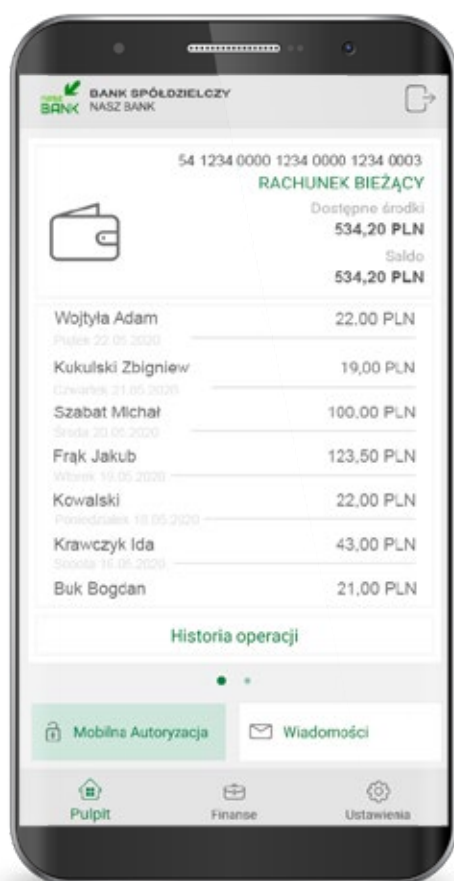 nasz
BANK
BANK SPÓŁDZIELCZY
NASZ BANK
54 1234 0000 1234 0000 1234 0003
RACHUNEK BIEŻĄCY
Dostępne środki
534,20 PLN
Saldo
534,20 PLN
Wojtyła Adam 22,00 PLN
Piątek 22.05.2020
Kukulski Zbigniew 19,00 PLN
Czwartek 21.05.2020
Szabat Michał 100,00 PLN
Środa 20.05.2020
Frąk Jakub 123,50 PLN
Wtorek 19.05.2020
Kowalski 22,00 PLN
Poniedziałek 18.05.2020
Krawczyk Ida 43,00 PLN
Sobota 16.05.2020
Buk Bogdan 21,00 PLN
Historia operacji
Mobilna Autoryzacja Wiadomości
Pulpit Finanse Ustawienia